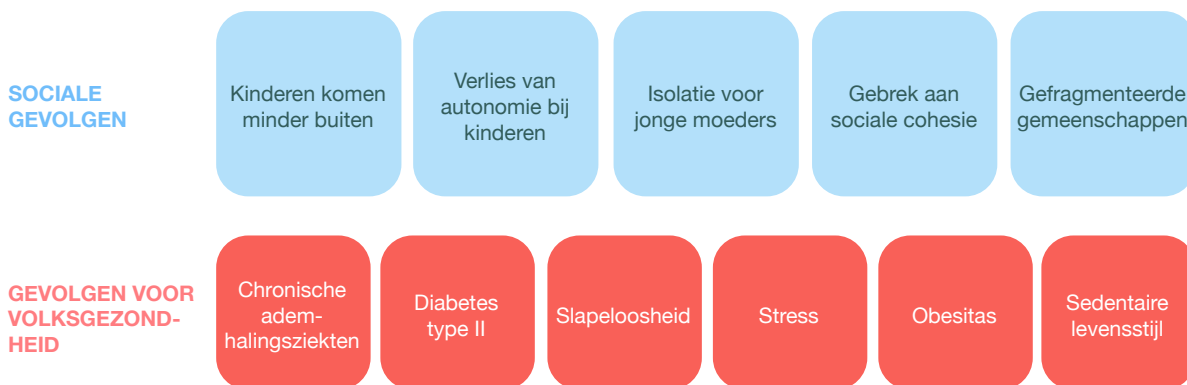 SOCIALE
GEVOLGEN
Kinderen komen
minder buiten
Verlies van
autonomie bij
kinderen
Isolatie voor
jonge moeders
Gebrek aan
sociale cohesie
Gefragmenteerde
gemeenschappen
GEVOLGEN VOOR
VOLKSGEZOND-
HEID
Chronische
adem-
halingsziekten
Diabetes
type II
Slapeloosheid
Stress
Obesitas
Sedentaire
levensstijl